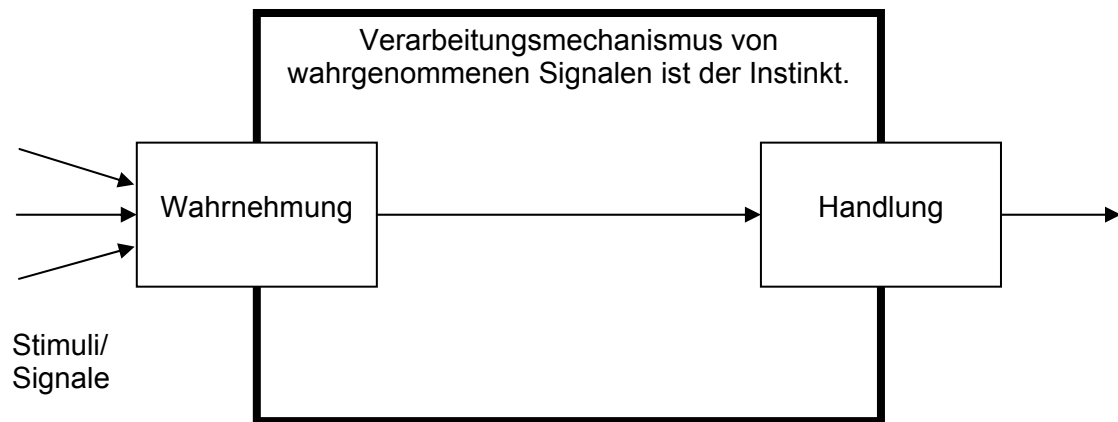 Verarbeitungsmechanismus von
wahrgenommenen Signalen ist der Instinkt.
Wahrnehmung
Handlung
Stimuli/
Signale